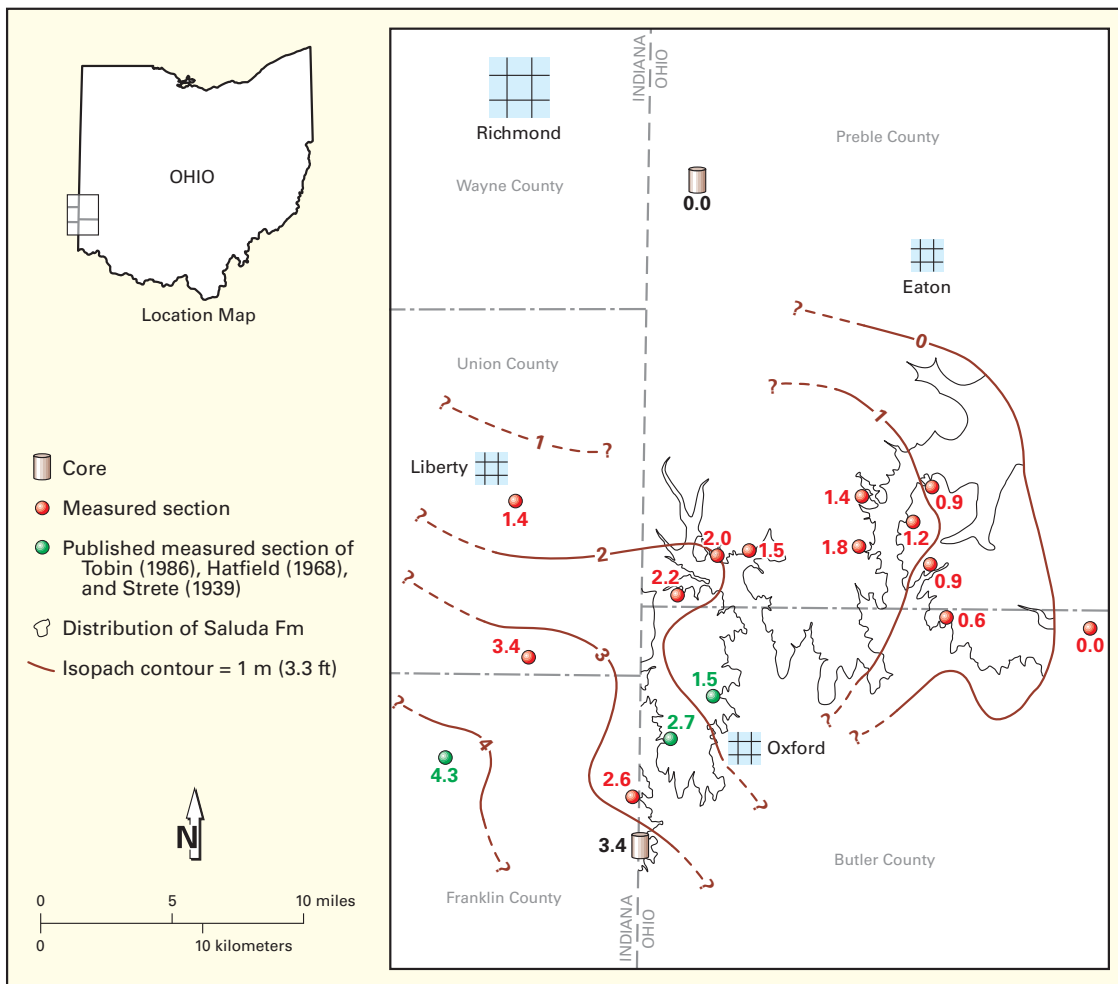 OHIO
Location Map
Core
Measured section
Published measured section of
Tobin (1986), Hatfield (1968),
and Strete (1939)
Distribution of Saluda Fm
Isopach contour = 1 m (3.3 ft)
N
0 5 10 miles
0 10 kilometers
INDIANA
OHIO
Richmond
Preble County
Wayne County
0.0
Eaton
?
0
Union County
?
1
?
1
?
Liberty
1.4
1.4
0.9
?
2
2.0
1.5
1.8
1.2
2.2
0.9
?
0.6
0.0
3.4
3
1.5
?
4
2.7
Oxford
?
?
4.3
2.6
?
3.4
Butler County
?
?
Franklin County
INDIANA
OHIO